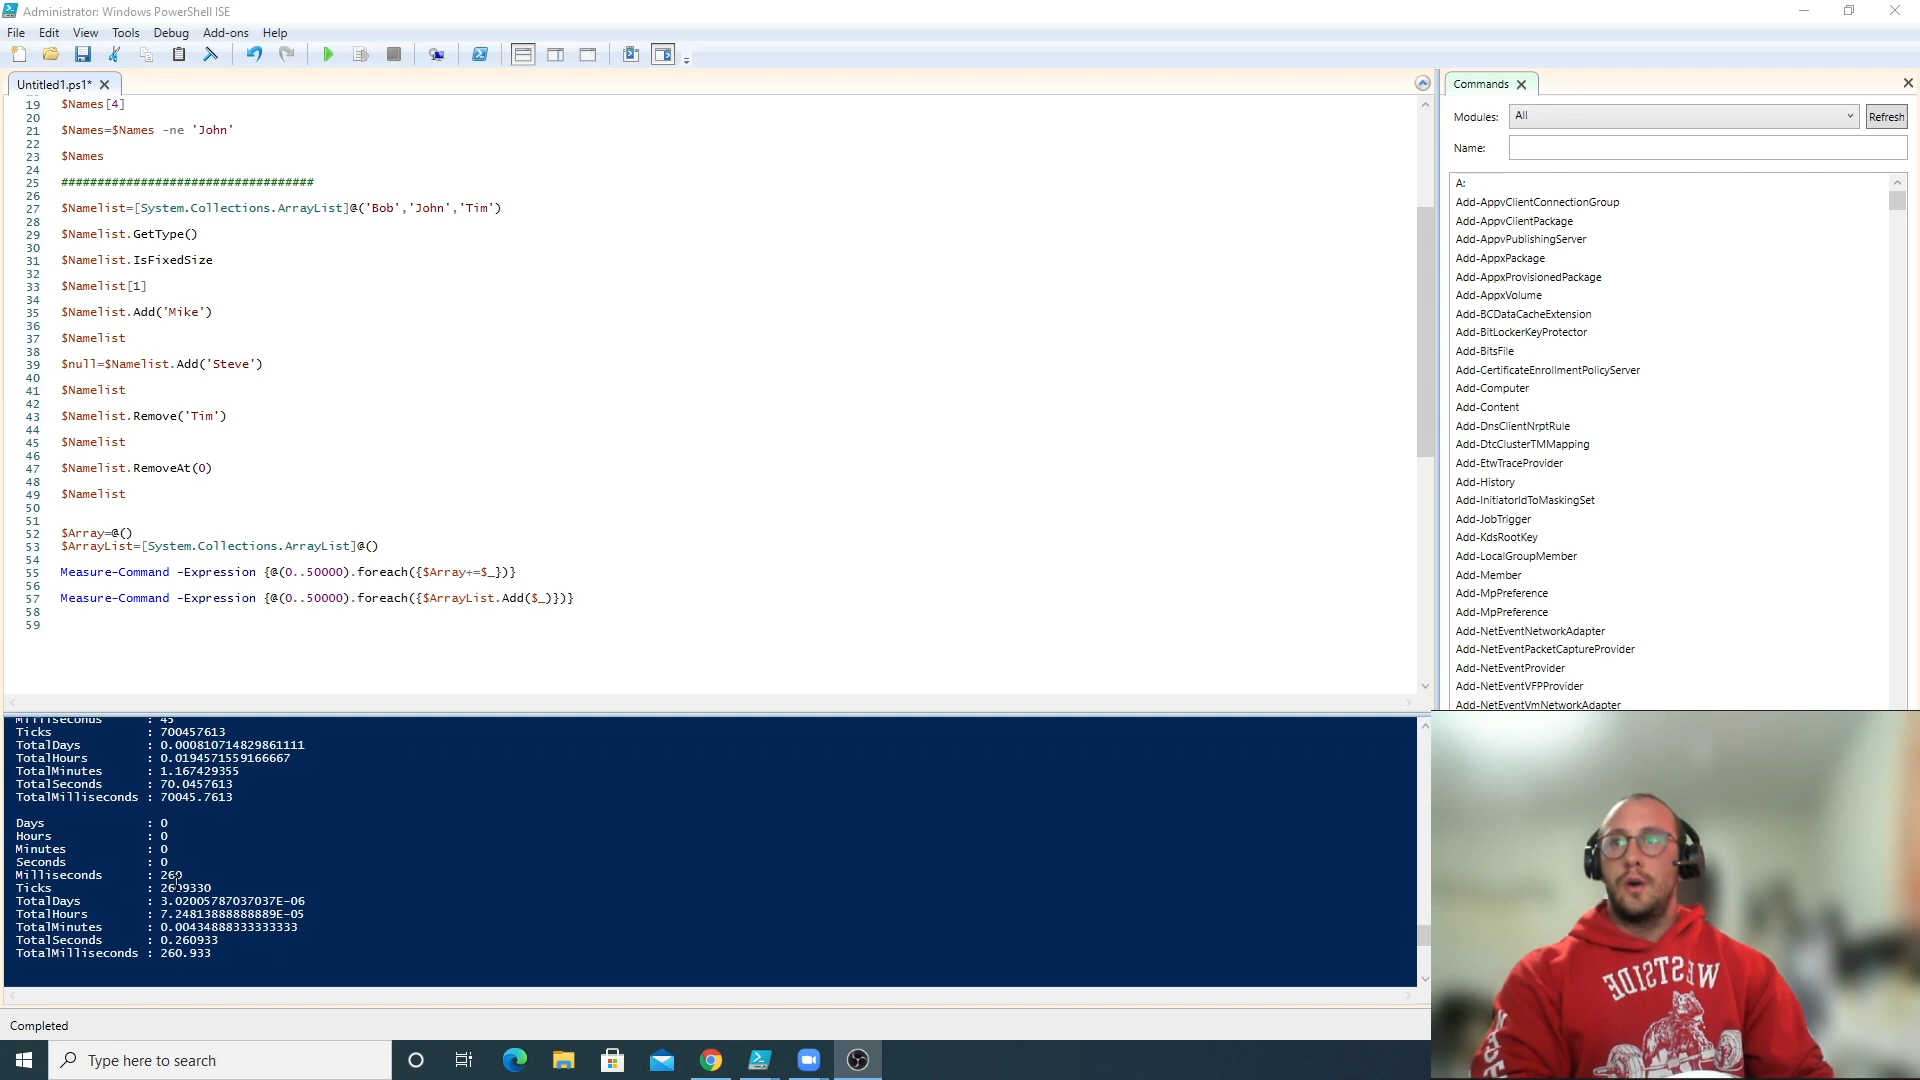 Administrator: Windows PowerShell ISE
File Edit View Tools Debug Add-ons Help
Untitled1.ps1*
19 $Names[4]
20
21 $Names=$Names -ne 'John'
22
23 $Names
24
25 ###################################
26
27 $Namelist=[System.Collections.ArrayList]@('Bob','John','Tim')
28
29 $Namelist.GetType()
30
31 $Namelist.IsFixedSize
32
33 $Namelist[1]
34
35 $Namelist.Add('Mike')
36
37 $Namelist
38
39 $null=$Namelist.Add('Steve')
40
41 $Namelist
42
43 $Namelist.Remove('Tim')
44
45 $Namelist
46
47 $Namelist.RemoveAt(0)
48
49 $Namelist
50
51
52 $Array=@()
53 $ArrayList=[System.Collections.ArrayList]@()
54
55 Measure-Command -Expression {@(0..50000).foreach({$Array+=$_})}
56
57 Measure-Command -Expression {@(0..50000).foreach({$ArrayList.Add($_)})}
58
59
Milliseconds : 45
Ticks : 700457613
TotalDays : 0.000810714829861111
TotalHours : 0.0194571559166667
TotalMinutes : 1.167429355
TotalSeconds : 70.0457613
TotalMilliseconds : 70045.7613
Days : 0
Hours : 0
Minutes : 0
Seconds : 0
Milliseconds : 260
Ticks : 2609330
TotalDays : 3.02005787037037E-06
TotalHours : 7.24813888888889E-05
TotalMinutes : 0.00434888333333333
TotalSeconds : 0.260933
TotalMilliseconds : 260.933
Completed
Commands
Modules: All Refresh
Name:
A:
Add-AppvClientConnectionGroup
Add-AppvClientPackage
Add-AppvPublishingServer
Add-AppxPackage
Add-AppxProvisionedPackage
Add-AppxVolume
Add-BCDataCacheExtension
Add-BitLockerKeyProtector
Add-BitsFile
Add-CertificateEnrollmentPolicyServer
Add-Computer
Add-Content
Add-DnsClientNrptRule
Add-DtcClusterTMMapping
Add-EtwTraceProvider
Add-History
Add-InitiatorIdToMaskingSet
Add-JobTrigger
Add-KdsRootKey
Add-LocalGroupMember
Add-Member
Add-MpPreference
Add-MpPreference
Add-NetEventNetworkAdapter
Add-NetEventPacketCaptureProvider
Add-NetEventProvider
Add-NetEventVFPProvider
Add-NetEventVmNetworkAdapter
WESTSIDE
Type here to search